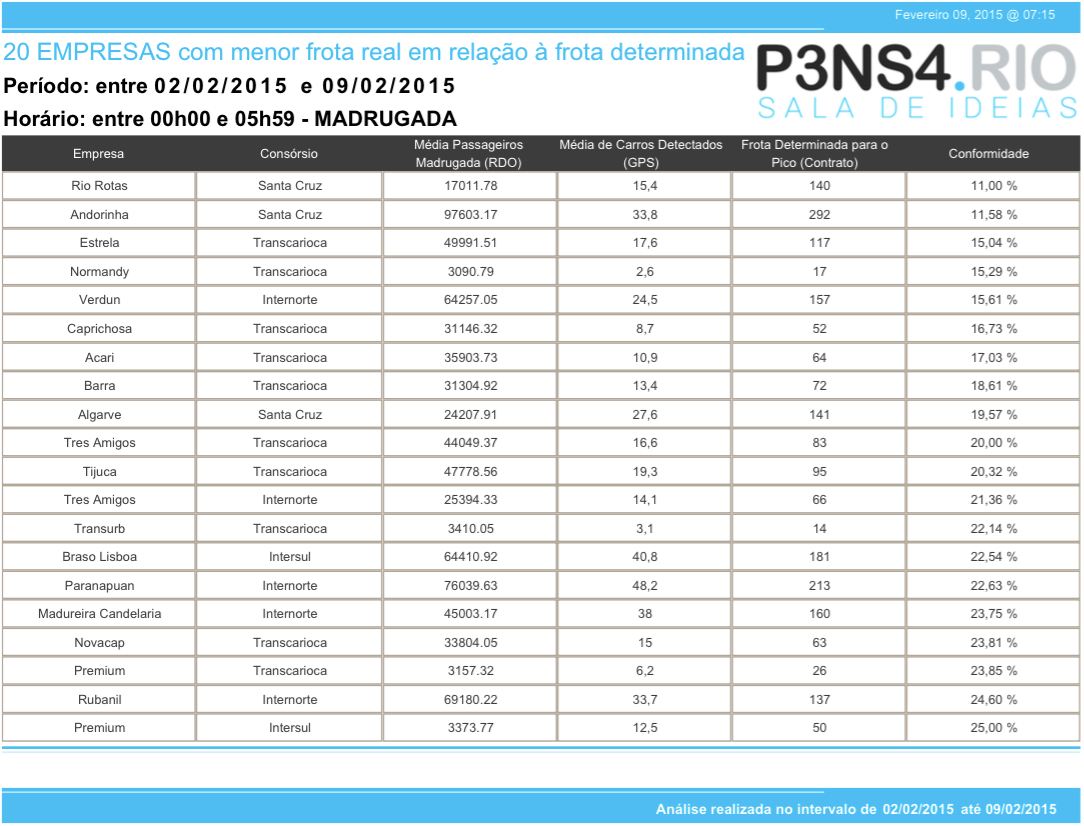 Fevereiro 09, 2015 @ 07:15
20 EMPRESAS com menor frota real em relação à frota determinada
P3NS4.RIO
SALA DE IDEIAS
Período: entre 02/02/2015 e 09/02/2015
Horário: entre 00h00 e 05h59 - MADRUGADA
Empresa Consórsio Média Passageiros Madrugada (RDO) Média de Carros Detectados (GPS) Frota Determinada para o Pico (Contrato) Conformidade
Rio Rotas Santa Cruz 17011.78 15,4 140 11,00 %
Andorinha Santa Cruz 97603.17 33,8 292 11,58 %
Estrela Transcarioca 49991.51 17,6 117 15,04 %
Normandy Transcarioca 3090.79 2,6 17 15,29 %
Verdun Internorte 64257.05 24,5 157 15,61 %
Caprichosa Transcarioca 31146.32 8,7 52 16,73 %
Acari Transcarioca 35903.73 10,9 64 17,03 %
Barra Transcarioca 31304.92 13,4 72 18,61 %
Algarve Santa Cruz 24207.91 27,6 141 19,57 %
Tres Amigos Transcarioca 44049.37 16,6 83 20,00 %
Tijuca Transcarioca 47778.56 19,3 95 20,32 %
Tres Amigos Internorte 25394.33 14,1 66 21,36 %
Transurb Transcarioca 3410.05 3,1 14 22,14 %
Braso Lisboa Intersul 64410.92 40,8 181 22,54 %
Paranapuan Internorte 76039.63 48,2 213 22,63 %
Madureira Candelaria Internorte 45003.17 38 160 23,75 %
Novacap Transcarioca 33804.05 15 63 23,81 %
Premium Transcarioca 3157.32 6,2 26 23,85 %
Rubanil Internorte 69180.22 33,7 137 24,60 %
Premium Intersul 3373.77 12,5 50 25,00 %
Análise realizada no intervalo de 02/02/2015 até 09/02/2015